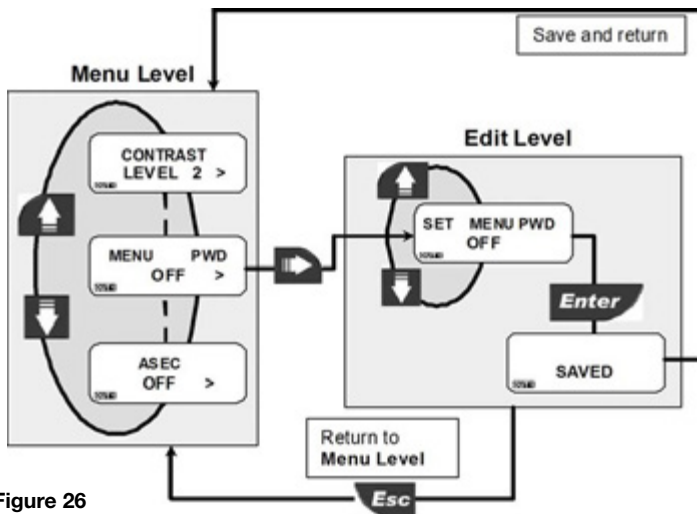 Save and return
Menu Level
CONTRAST
LEVEL 2 >
MENU PWD
OFF >
ASEC
OFF >
Edit Level
SET MENU PWD
OFF
Enter
SAVED
Return to
Menu Level
Esc
Figure 26